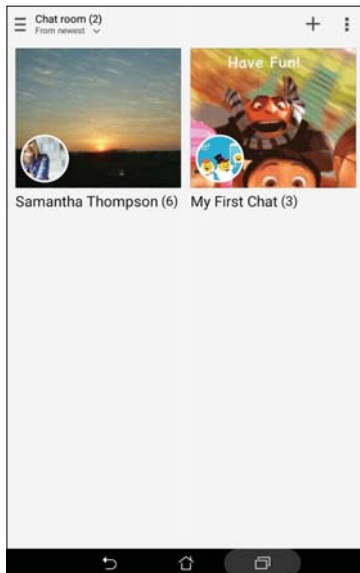 Chat room (2)
From newest
Have Fun!
Samantha Thompson (6)
My First Chat (3)